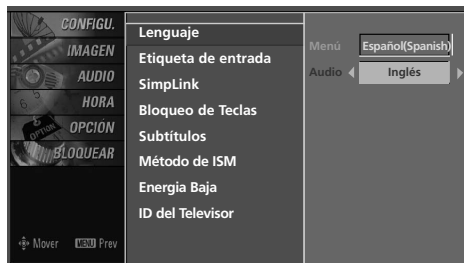 CONFIGU.
IMAGEN
AUDIO
HORA
OPCIÓN
BLOQUEAR
Mover MENU Prev
Lenguaje
Etiqueta de entrada
SimpLink
Bloqueo de Teclas
Subtítulos
Método de ISM
Energia Baja
ID del Televisor
Menú Español(Spanish)
Audio Inglés